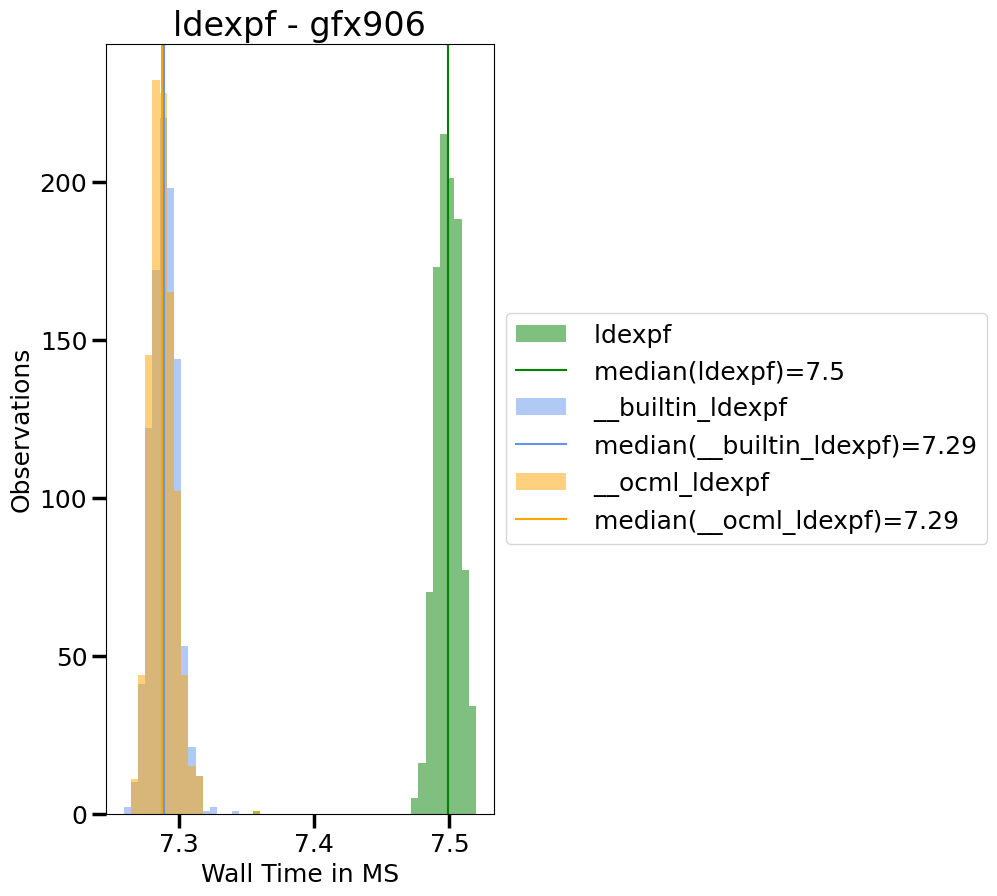 ldexpf - gfx906
Observations
200
150
100
50
0
7.3
7.4
7.5
Wall Time in MS
ldexpf
median(ldexpf)=7.5
__builtin_ldexpf
median(__builtin_ldexpf)=7.29
__ocml_ldexpf
median(__ocml_ldexpf)=7.29